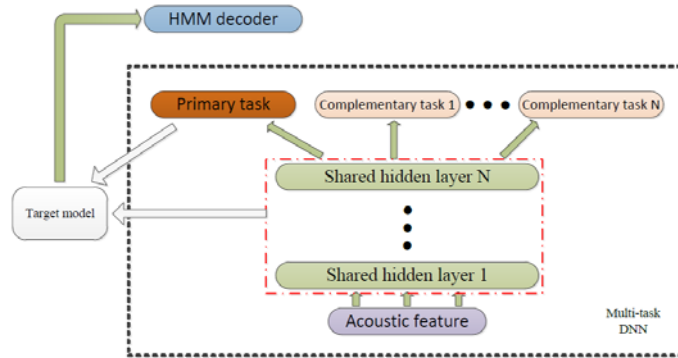 HMM decoder
Primary task
Complementary task 1
Complementary task N
Shared hidden layer N
Target model
Shared hidden layer 1
Acoustic feature
Multi-task
DNN